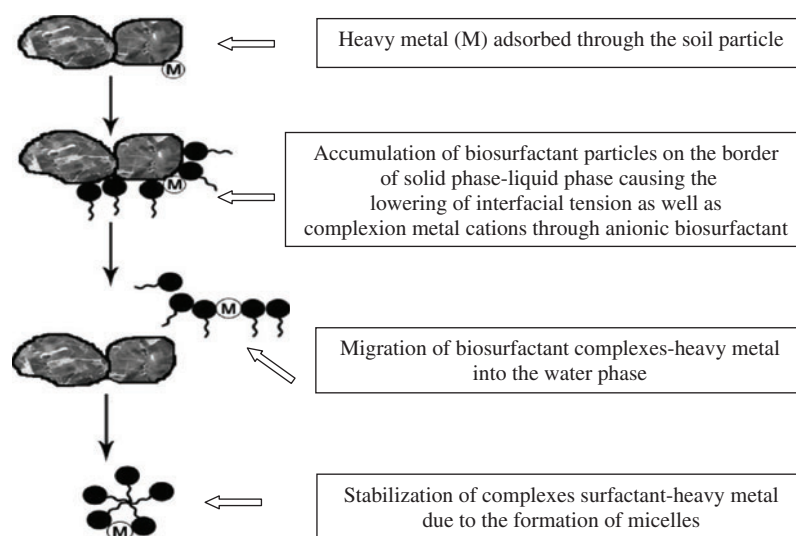 Heavy metal (M) adsorbed through the soil particle
M
Accumulation of biosurfactant particles on the border
of solid phase-liquid phase causing the
lowering of interfacial tension as well as
complexion metal cations through anionic biosurfactant
M
M
Migration of biosurfactant complexes-heavy metal
into the water phase
Stabilization of complexes surfactant-heavy metal
due to the formation of micelles
M